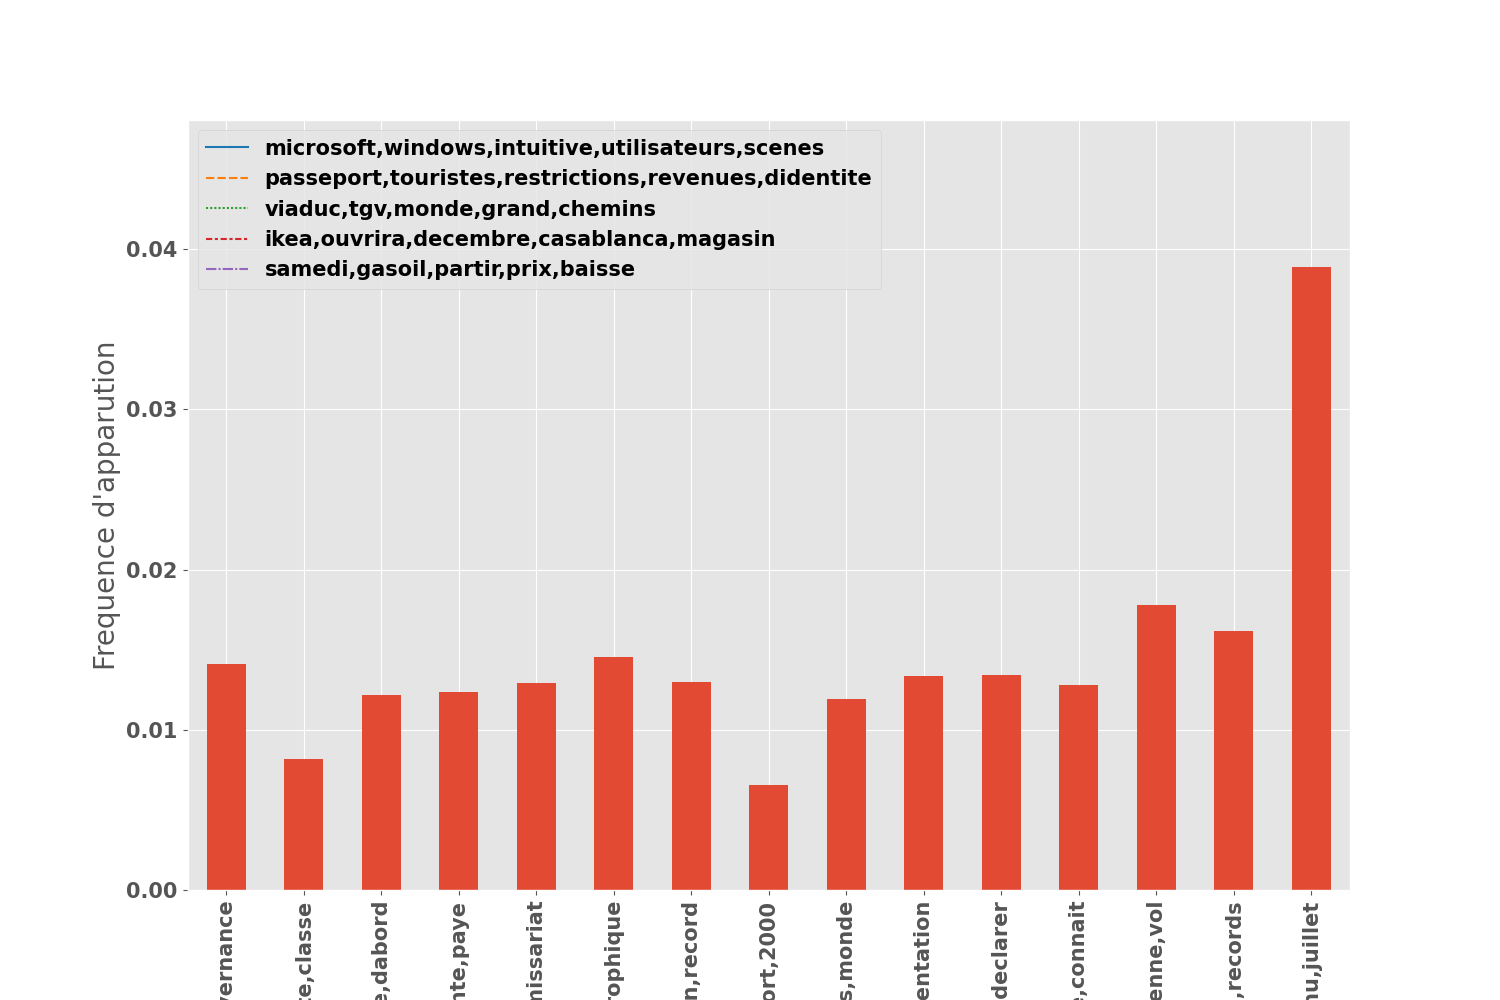 microsoft,windows,intuitive,utilisateurs,scenes
passeport,touristes,restrictions,revenues,didentite
viaduc,tgv,monde,grand,chemins
ikea,ouvrira,decembre,casablanca,magasin
samedi,gasoil,partir,prix,baisse
Frequence d'apparution
0.04
0.03
0.02
0.01
0.00
vernance
te,classe
e,dabord
nte,paye
nissariat
rophique
n,record
ort,2000
s,monde
entation
declarer
e,connait
enne,vol
,records
nu,juillet